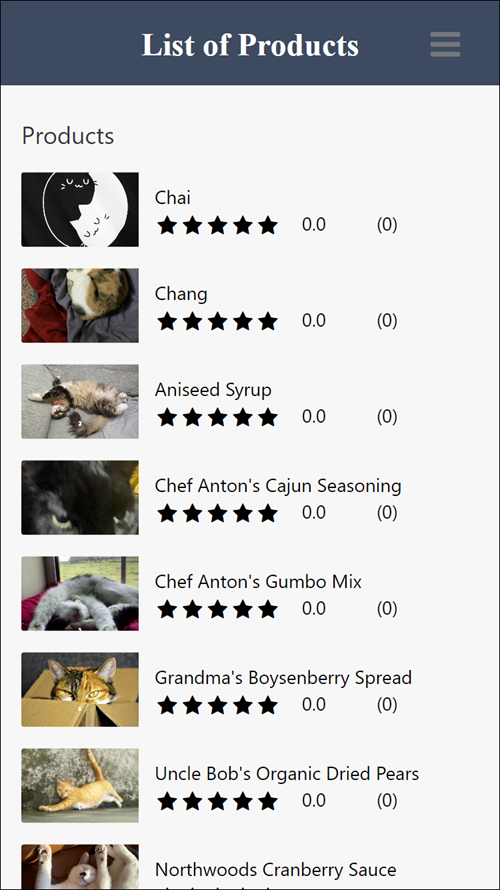 List of Products
Products
Chai
0.0 (0)
Chang
0.0 (0)
Aniseed Syrup
0.0 (0)
Chef Anton's Cajun Seasoning
0.0 (0)
Chef Anton's Gumbo Mix
0.0 (0)
Grandma's Boysenberry Spread
0.0 (0)
Uncle Bob's Organic Dried Pears
0.0 (0)
Northwoods Cranberry Sauce